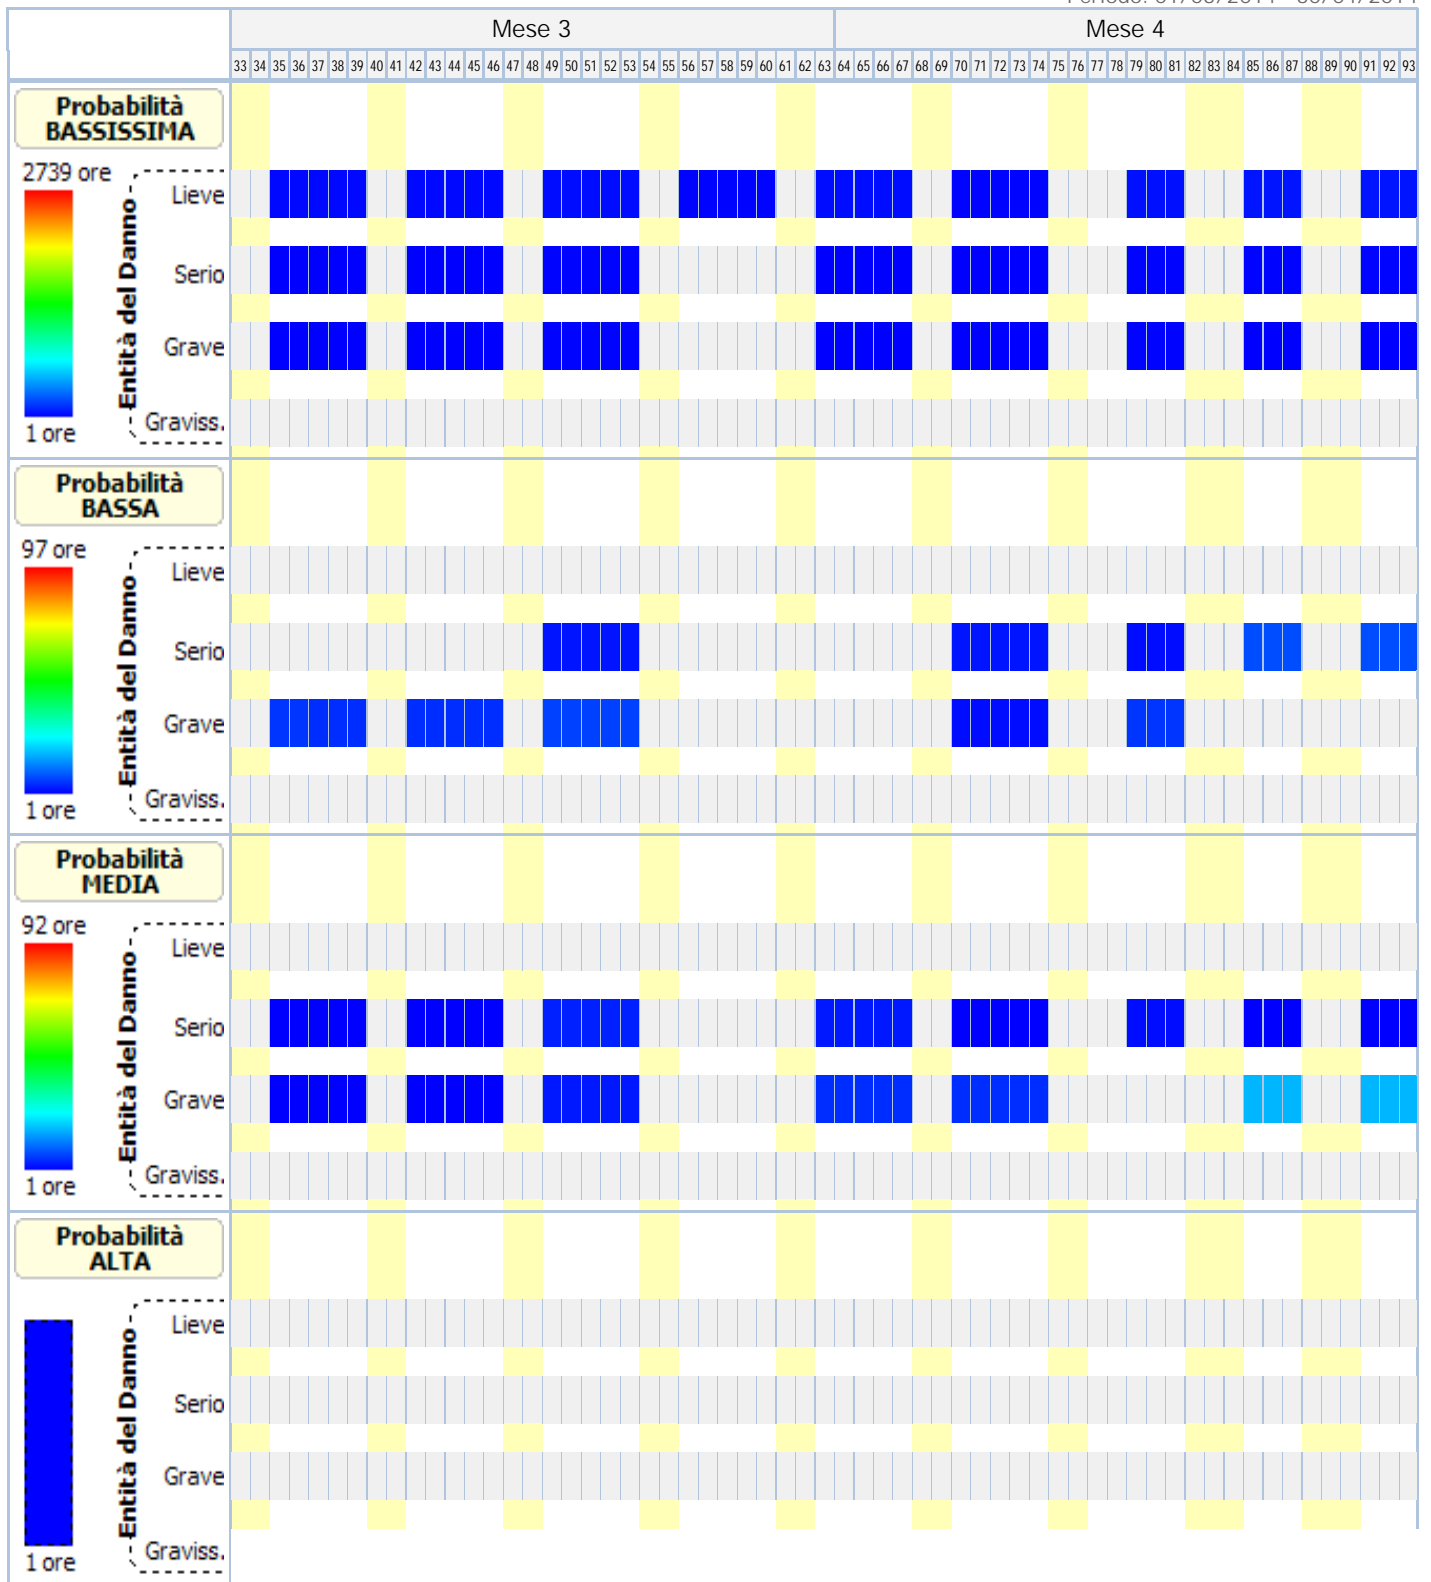 Mese 3 Mese 4
33 34 35 36 37 38 39 40 41 42 43 44 45 46 47 48 49 50 51 52 53 54 55 56 57 58 59 60 61 62 63 64 65 66 67 68 69 70 71 72 73 74 75 76 77 78 79 80 81 82 83 84 85 86 87 88 89 90 91 92 93
Probabilità
BASSISSIMA
2739 ore
Entità del Danno
Lieve
Serio
Grave
Graviss.
1 ore
Probabilità
BASSA
97 ore
Entità del Danno
Lieve
Serio
Grave
Graviss.
1 ore
Probabilità
MEDIA
92 ore
Entità del Danno
Lieve
Serio
Grave
Graviss.
1 ore
Probabilità
ALTA
Entità del Danno
Lieve
Serio
Grave
Graviss.
1 ore